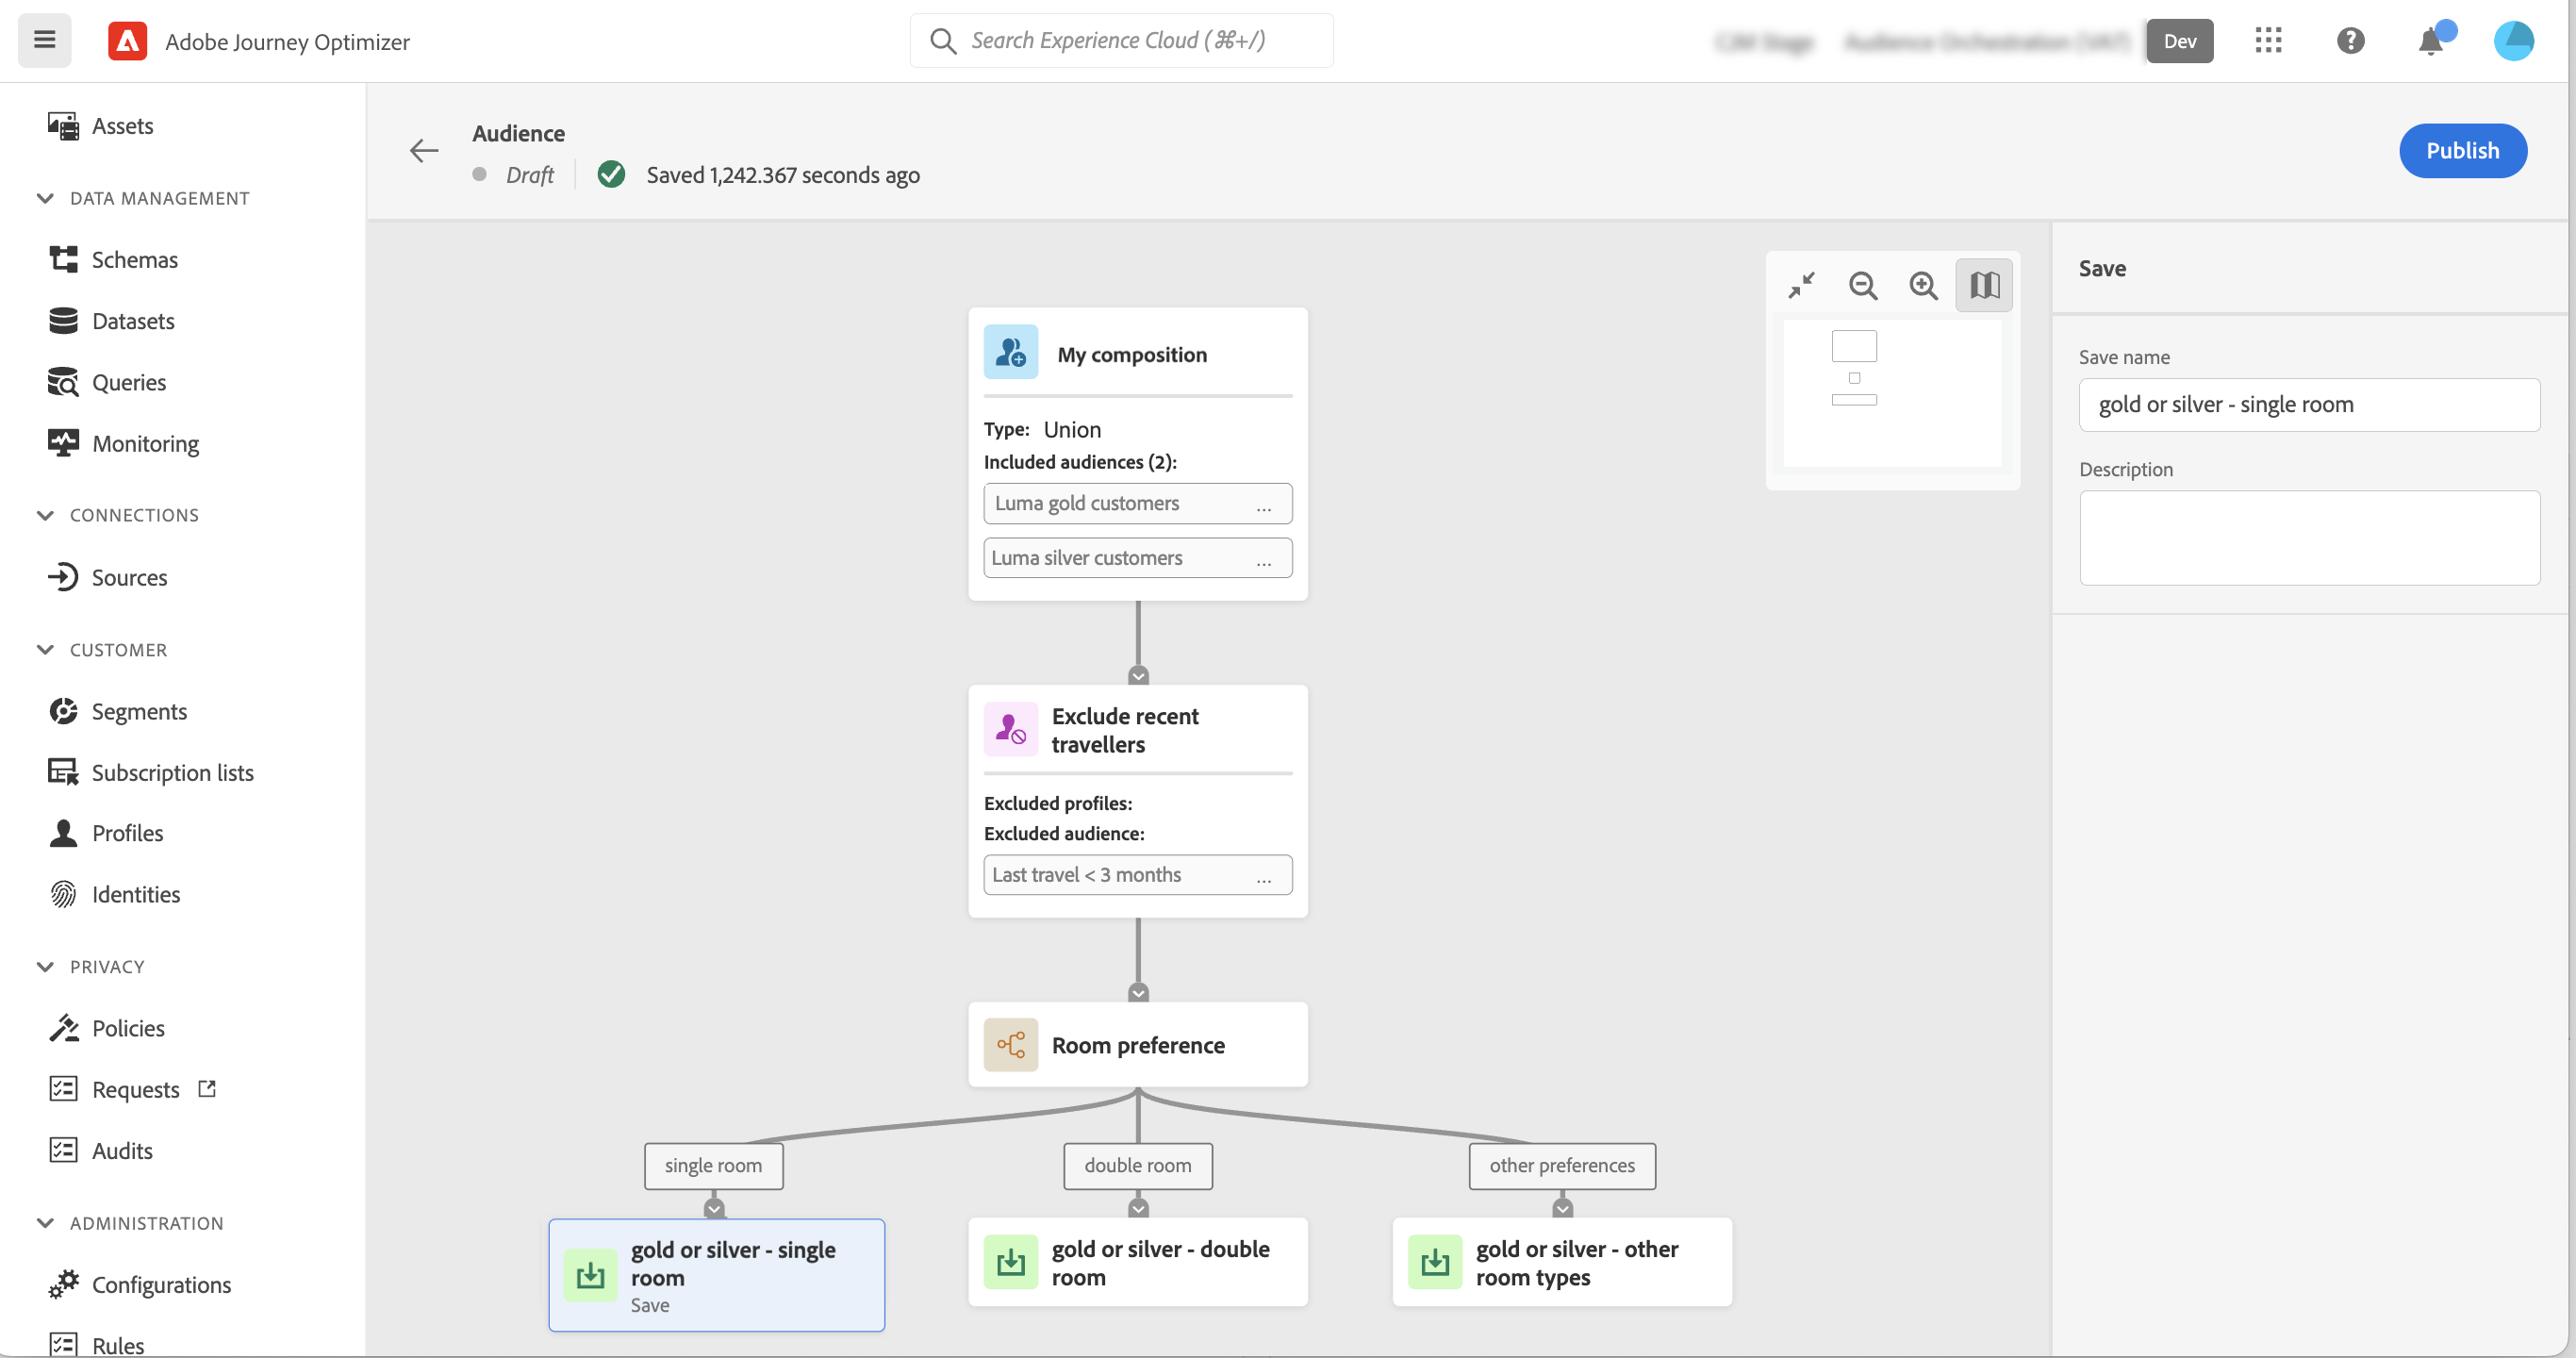 Adobe Journey Optimizer
Search Experience Cloud (⌘+/)
Dev
Assets
DATA MANAGEMENT
Schemas
Datasets
Queries
Monitoring
CONNECTIONS
Sources
CUSTOMER
Segments
Subscription lists
Profiles
Identities
PRIVACY
Policies
Requests
Audits
ADMINISTRATION
Configurations
Rules
Audience
Draft
Saved 1,242.367 seconds ago
Publish
My composition
Type: Union
Included audiences (2):
Luma gold customers ...
Luma silver customers ...
Exclude recent
travellers
Excluded profiles:
Excluded audience:
Last travel < 3 months ...
Room preference
single room
double room
other preferences
gold or silver - single
room
Save
gold or silver - double
room
gold or silver - other
room types
Save
Save name
gold or silver - single room
Description